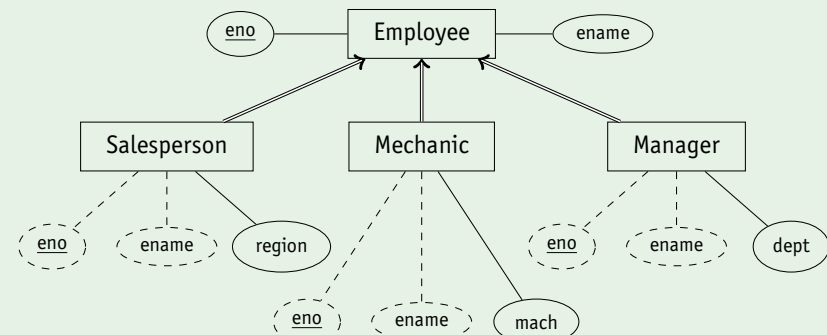 eno Employee ename
Salesperson Mechanic Manager
eno ename region eno ename dept
eno ename mach